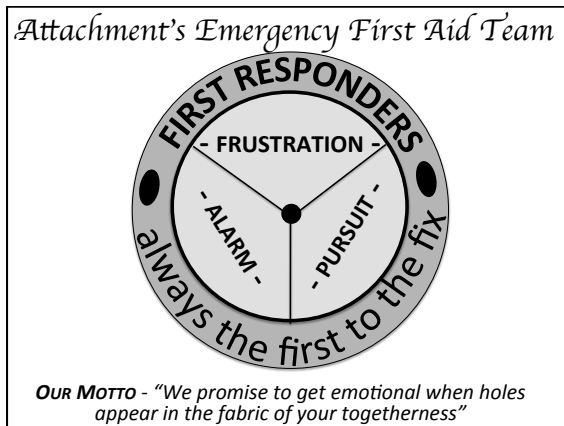 Attachment's Emergency First Aid Team
FIRST RESPONDERS
- FRUSTRATION -
- ALARM -
- PURSUIT -
always the first to the fix
OUR MOTTO - “We promise to get emotional when holes
appear in the fabric of your togetherness”